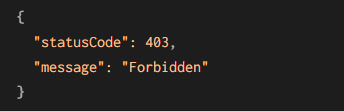 {
  "statusCode": 403,
  "message": "Forbidden"
}